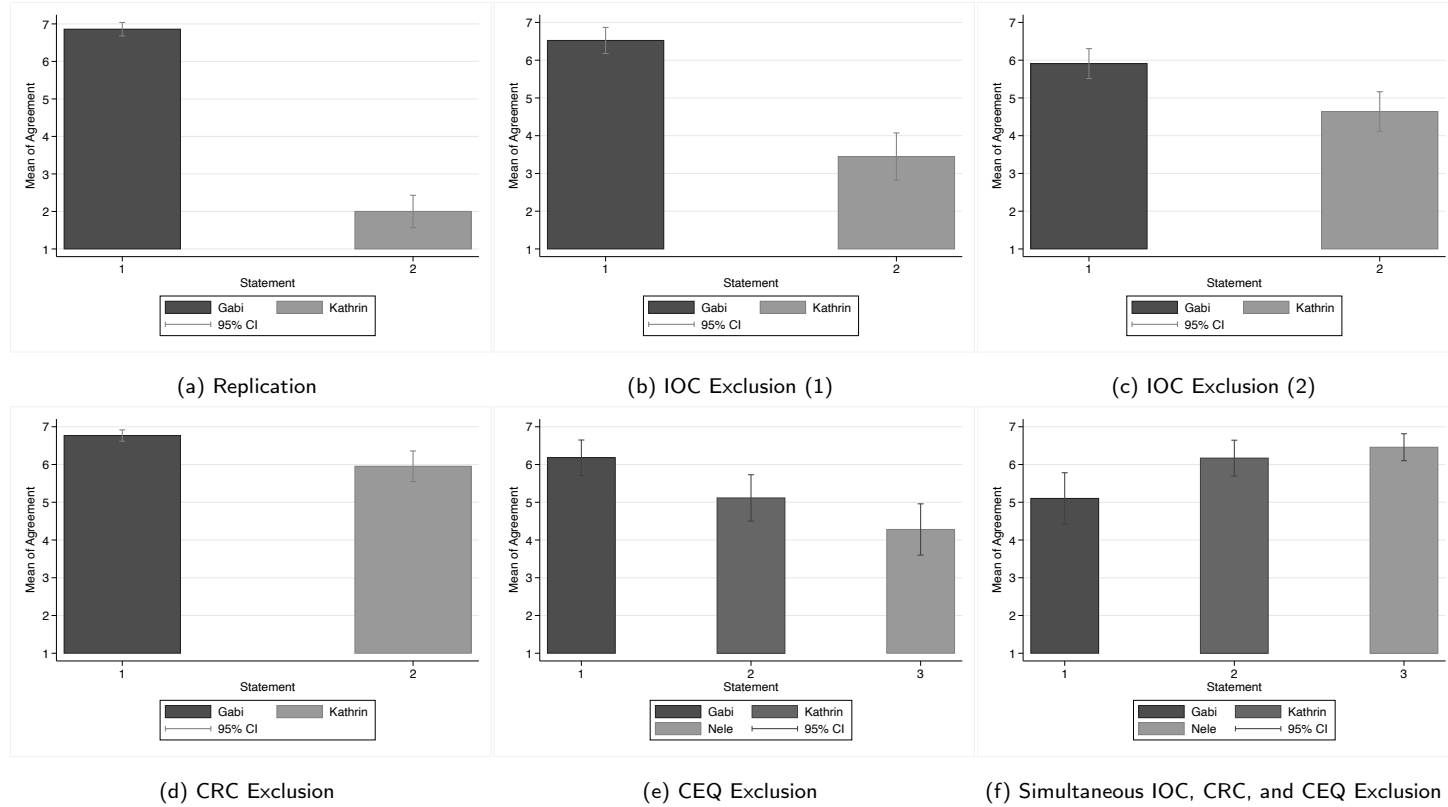 7
6
5
4
3
2
1
Mean of Agreement
1 2
Statement
Gabi Kathrin
95% CI
(a) Replication
7
6
5
4
3
2
1
Mean of Agreement
1 2
Statement
Gabi Kathrin
95% CI
(b) IOC Exclusion (1)
7
6
5
4
3
2
1
Mean of Agreement
1 2
Statement
Gabi Kathrin
95% CI
(c) IOC Exclusion (2)
7
6
5
4
3
2
1
Mean of Agreement
1 2
Statement
Gabi Kathrin
95% CI
(d) CRC Exclusion
7
6
5
4
3
2
1
Mean of Agreement
1 2 3
Statement
Gabi Kathrin
Nele 95% CI
(e) CEQ Exclusion
7
6
5
4
3
2
1
Mean of Agreement
1 2 3
Statement
Gabi Kathrin
Nele 95% CI
(f) Simultaneous IOC, CRC, and CEQ Exclusion